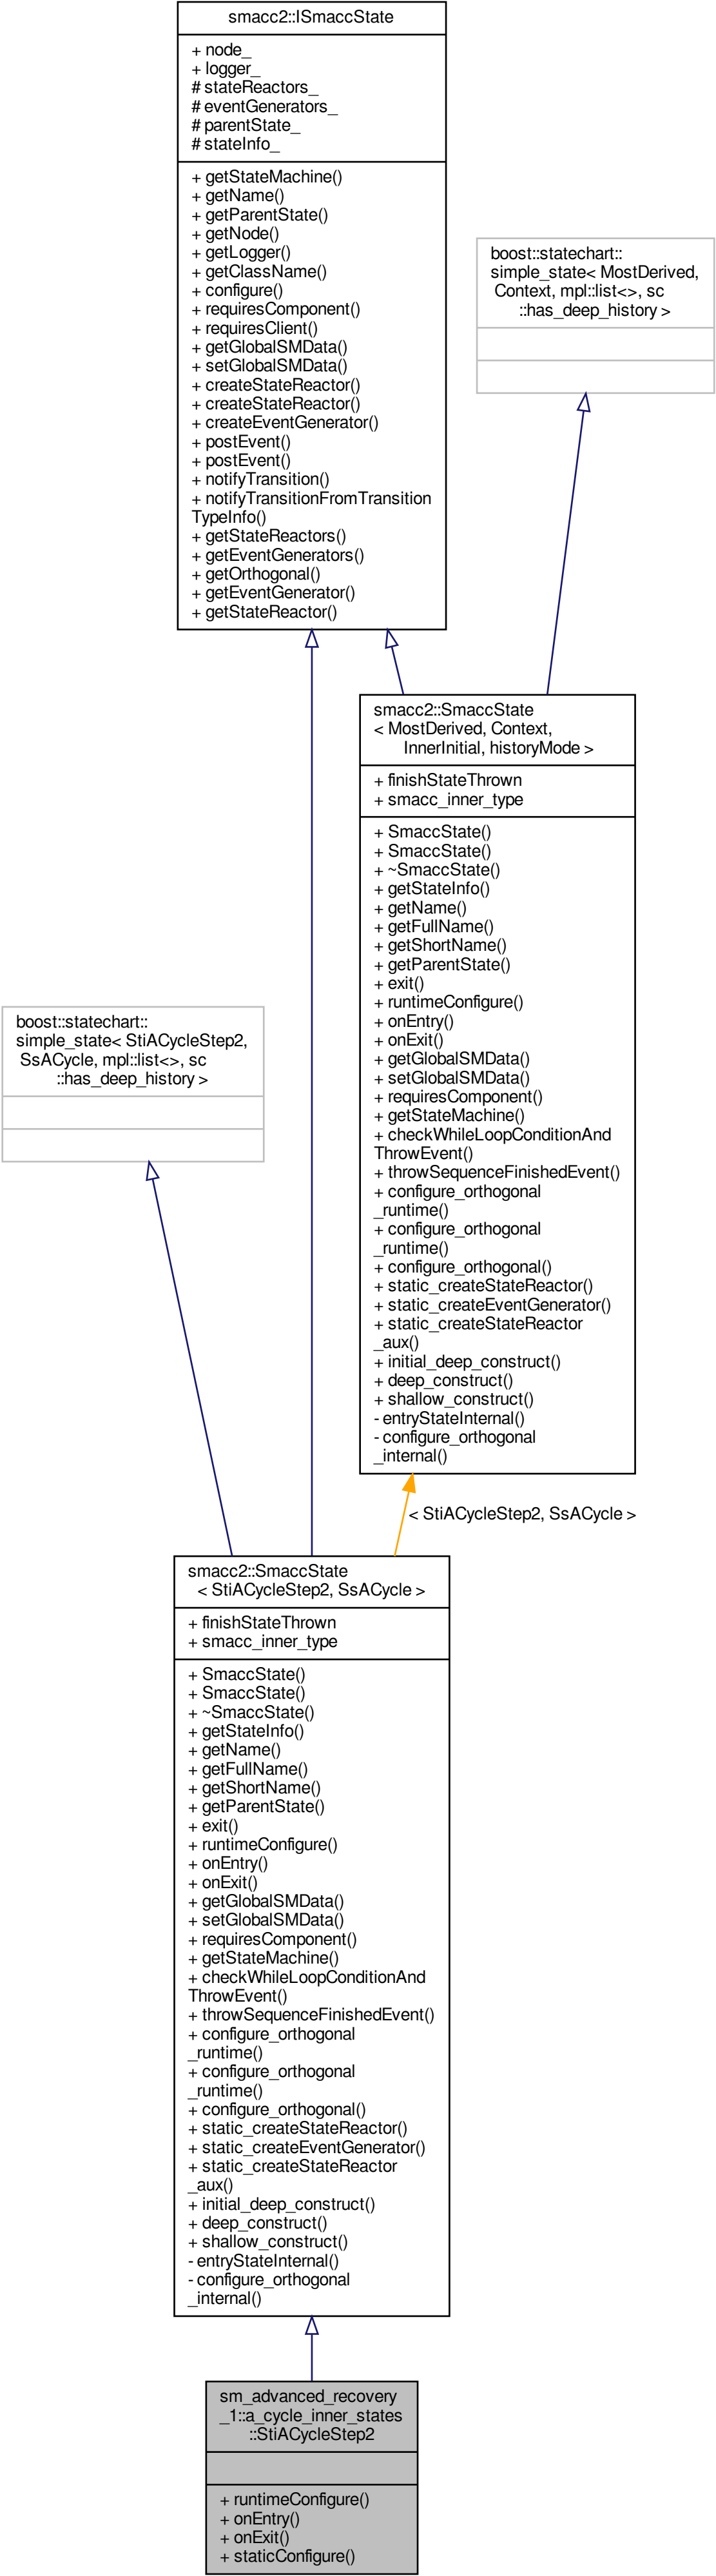 smacc2::ISmaccState
+ node_
+ logger_
# stateReactors_
# eventGenerators_
# parentState_
# stateInfo_
+ getStateMachine()
+ getName()
+ getParentState()
+ getNode()
+ getLogger()
+ getClassName()
+ configure()
+ requiresComponent()
+ requiresClient()
+ getGlobalSMData()
+ setGlobalSMData()
+ createStateReactor()
+ createStateReactor()
+ createEventGenerator()
+ postEvent()
+ postEvent()
+ notifyTransition()
+ notifyTransitionFromTransition
TypeInfo()
+ getStateReactors()
+ getEventGenerators()
+ getOrthogonal()
+ getEventGenerator()
+ getStateReactor()
boost::statechart::
simple_state< MostDerived,
Context, mpl::list<>, sc
::has_deep_history >
smacc2::SmaccState
< MostDerived, Context,
InnerInitial, historyMode >
+ finishStateThrown
+ smacc_inner_type
+ SmaccState()
+ SmaccState()
+ ~SmaccState()
+ getStateInfo()
+ getName()
+ getFullName()
+ getShortName()
+ getParentState()
+ exit()
+ runtimeConfigure()
+ onEntry()
+ onExit()
+ getGlobalSMData()
+ setGlobalSMData()
+ requiresComponent()
+ getStateMachine()
+ checkWhileLoopConditionAnd
ThrowEvent()
+ throwSequenceFinishedEvent()
+ configure_orthogonal
_runtime()
+ configure_orthogonal
_runtime()
+ configure_orthogonal()
+ static_createStateReactor()
+ static_createEventGenerator()
+ static_createStateReactor
_aux()
+ initial_deep_construct()
+ deep_construct()
+ shallow_construct()
- entryStateInternal()
- configure_orthogonal
_internal()
boost::statechart::
simple_state< StiACycleStep2,
SsACycle, mpl::list<>, sc
::has_deep_history >
< StiACycleStep2, SsACycle >
smacc2::SmaccState
< StiACycleStep2, SsACycle >
+ finishStateThrown
+ smacc_inner_type
+ SmaccState()
+ SmaccState()
+ ~SmaccState()
+ getStateInfo()
+ getName()
+ getFullName()
+ getShortName()
+ getParentState()
+ exit()
+ runtimeConfigure()
+ onEntry()
+ onExit()
+ getGlobalSMData()
+ setGlobalSMData()
+ requiresComponent()
+ getStateMachine()
+ checkWhileLoopConditionAnd
ThrowEvent()
+ throwSequenceFinishedEvent()
+ configure_orthogonal
_runtime()
+ configure_orthogonal
_runtime()
+ configure_orthogonal()
+ static_createStateReactor()
+ static_createEventGenerator()
+ static_createStateReactor
_aux()
+ initial_deep_construct()
+ deep_construct()
+ shallow_construct()
- entryStateInternal()
- configure_orthogonal
_internal()
sm_advanced_recovery
_1::a_cycle_inner_states
::StiACycleStep2
+ runtimeConfigure()
+ onEntry()
+ onExit()
+ staticConfigure()